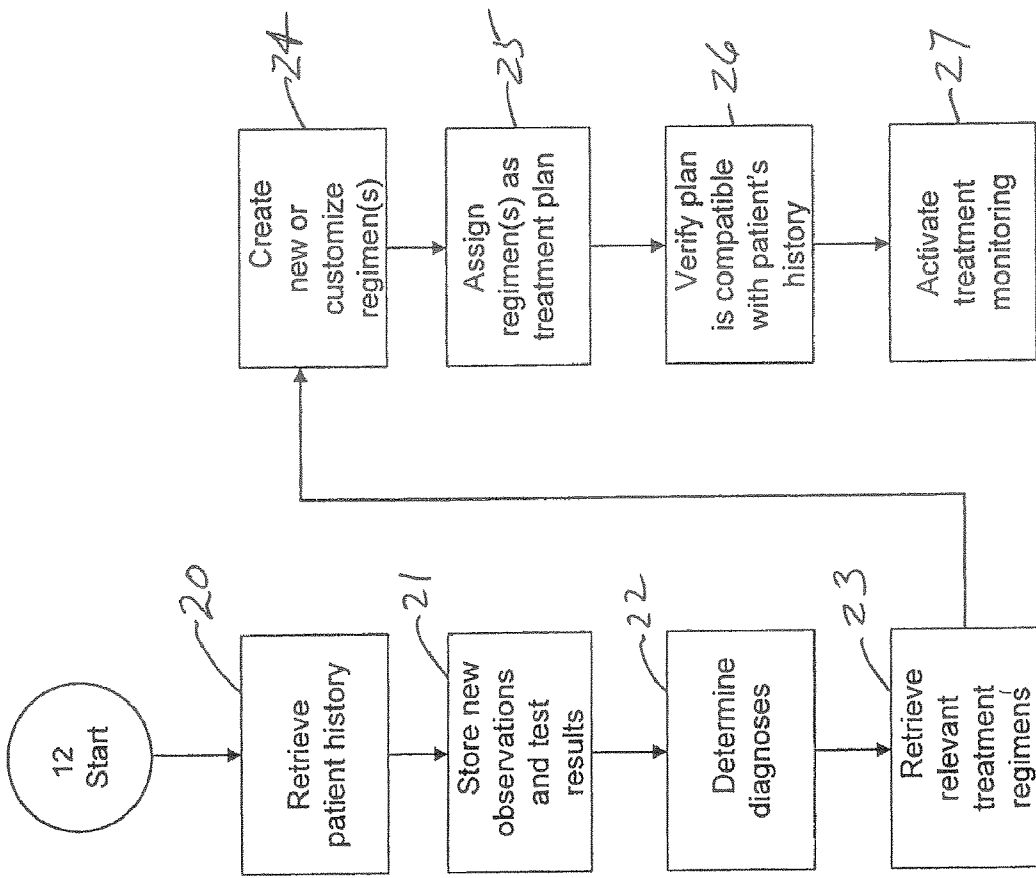 12
Start
20
Retrieve
patient history
21
Store new
observations
and test
results
22
Determine
diagnoses
23
Retrieve
relevant
treatment
regimens
24
Create
new or
customize
regimen(s)
25
Assign
regimen(s) as
treatment plan
26
Verify plan
is compatible
with patient's
history
27
Activate
treatment
monitoring